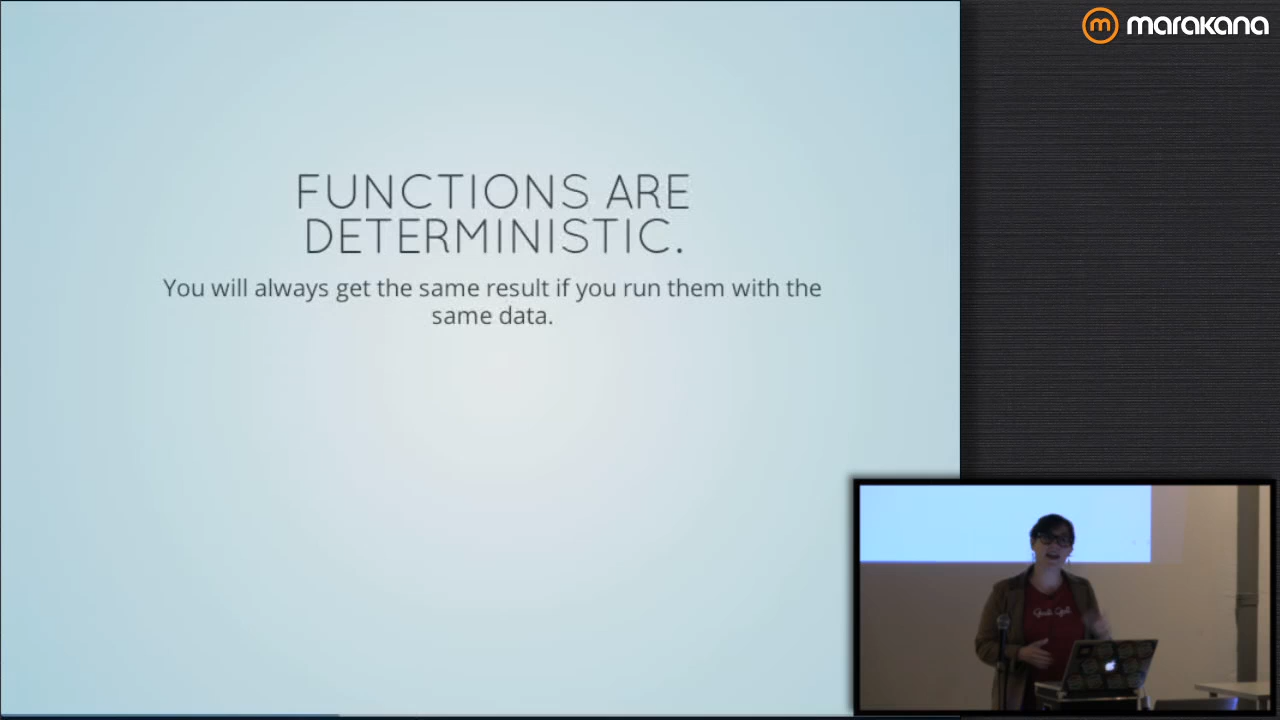 marakana
FUNCTIONS ARE
DETERMINISTIC.
You will always get the same result if you run them with the
same data.